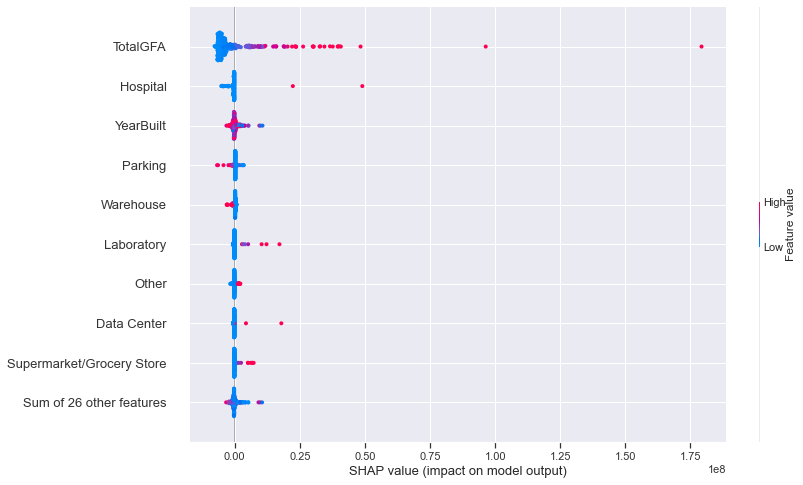 TotalGFA
Hospital
YearBuilt
Parking
Warehouse
Laboratory
Other
Data Center
Supermarket/Grocery Store
Sum of 26 other features
0.00 0.25 0.50 0.75 1.00 1.25 1.50 1.75
SHAP value (impact on model output)
1e8
High
Low
Feature value